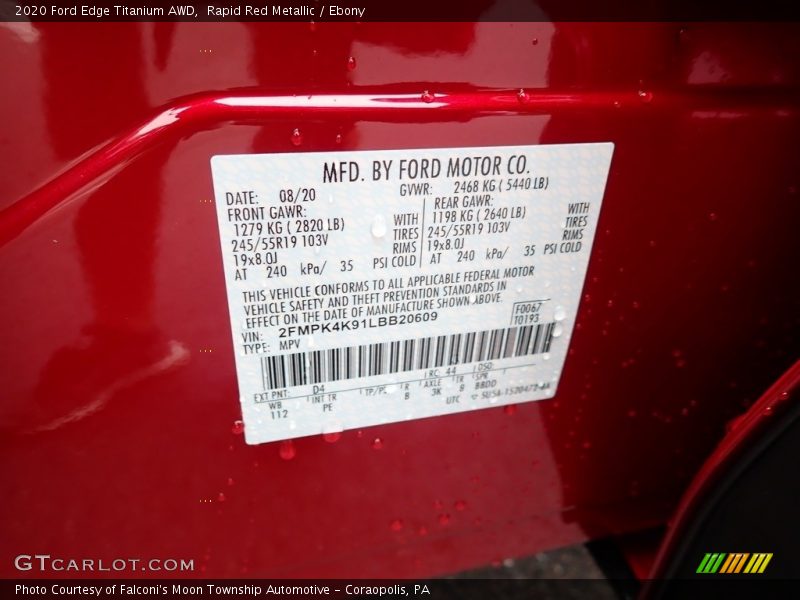 2020 Ford Edge Titanium AWD, Rapid Red Metallic / Ebony
MFD. BY FORD MOTOR CO.
DATE: 08/20 GVWR: 2468 KG ( 5440 LB)
FRONT GAWR: REAR GAWR:
1279 KG ( 2820 LB) WITH 1198 KG ( 2640 LB) WITH
245/55R19 103V TIRES 245/55R19 103V TIRES
19x8.0J RIMS 19x8.0J RIMS
AT 240 kPa/ 35 PSI COLD AT 240 kPa/ 35 PSI COLD
THIS VEHICLE CONFORMS TO ALL APPLICABLE FEDERAL MOTOR
VEHICLE SAFETY AND THEFT PREVENTION STANDARDS IN
EFFECT ON THE DATE OF MANUFACTURE SHOWN ABOVE.
VIN: 2FMPK4K91LBB20609 F0067
TYPE: MPV T0193
EXT PNT: D4 RC: 44 DSO:
WB INT TR TP/PS R AXLE TR SPR
112 PE 8 3K 8 BBDD
UTC 5U5A-1520472-AA
GTCARLOT.COM
Photo Courtesy of Falconi's Moon Township Automotive - Coraopolis, PA